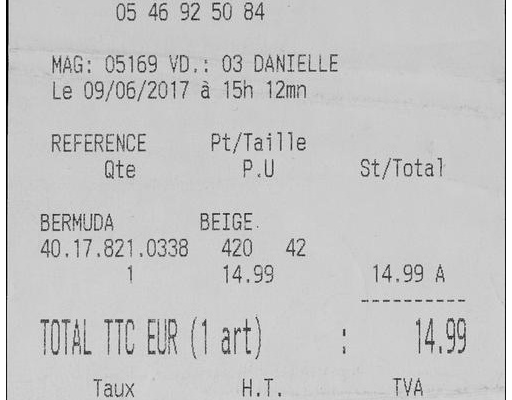 05 46 92 50 84
MAG: 05169 VD.: 03 DANIELLE
Le 09/06/2017 à 15h 12mn
REFERENCE Pt/Taille
Qte P.U St/Total
BERMUDA BEIGE
40.17.821.0338 420 42
1 14.99 14.99 A
----------
TOTAL TTC EUR (1 art) : 14.99
Taux H.T. TVA